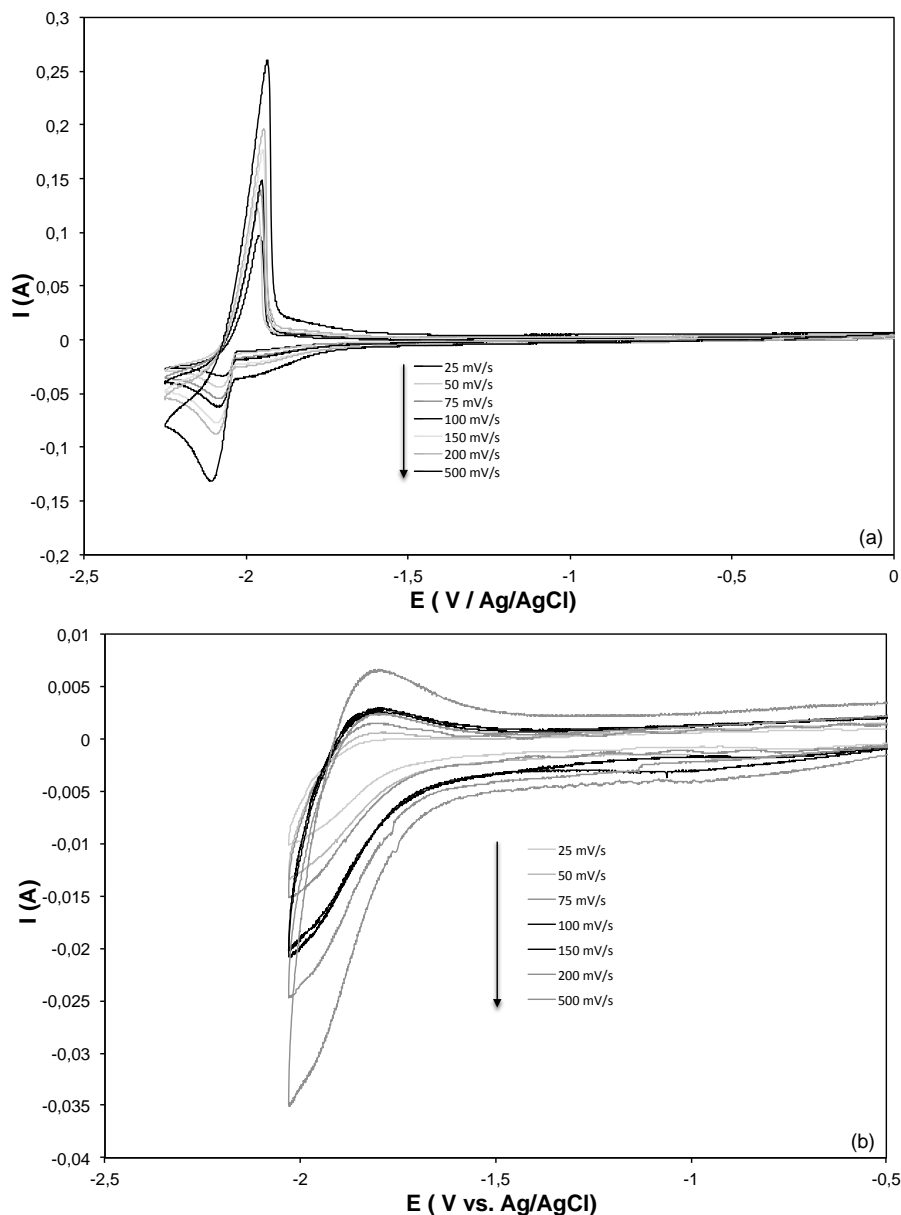 0,3
0,25
0,2
0,15
0,1
0,05
0
-0,05
-0,1
-0,15
-0,2
I (A)
25 mV/s
50 mV/s
75 mV/s
100 mV/s
150 mV/s
200 mV/s
500 mV/s
(a)
-2,5 -2 -1,5 -1 -0,5 0
E ( V / Ag/AgCl)
0,01
0,005
0
-0,005
-0,01
-0,015
-0,02
-0,025
-0,03
-0,035
-0,04
I (A)
25 mV/s
50 mV/s
75 mV/s
100 mV/s
150 mV/s
200 mV/s
500 mV/s
(b)
-2,5 -2 -1,5 -1 -0,5
E ( V vs. Ag/AgCl)